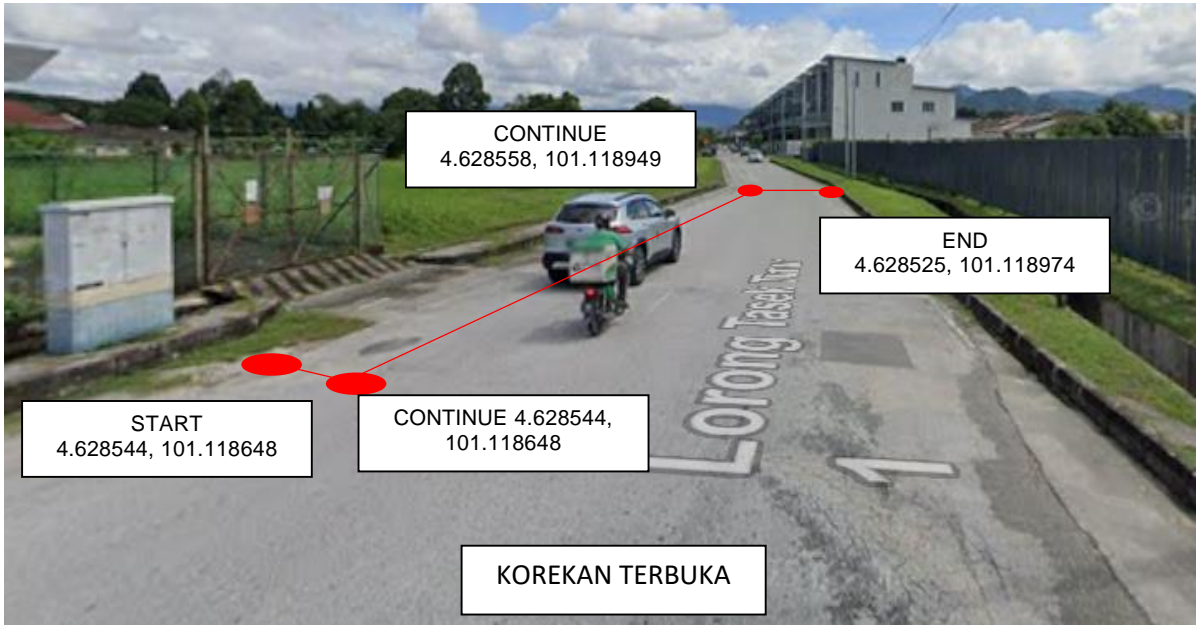 CONTINUE
4.628558, 101.118949
END
4.628525, 101.118974
START
4.628544, 101.118648
CONTINUE 4.628544,
101.118648
Lorong Tasek
1
KOREKAN TERBUKA